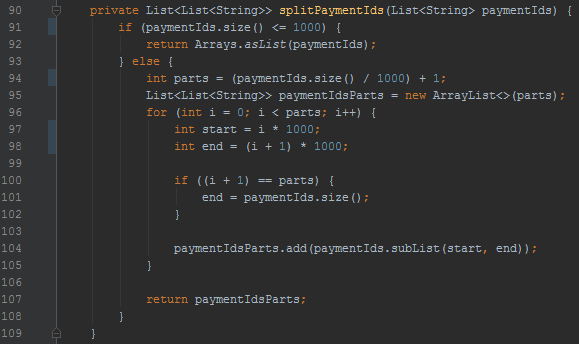 90 private List<List<String>> splitPaymentIds(List<String> paymentIds) {
91 if (paymentIds.size() <= 1000) {
92 return Arrays.asList(paymentIds);
93 } else {
94 int parts = (paymentIds.size() / 1000) + 1;
95 List<List<String>> paymentIdsParts = new ArrayList<>(parts);
96 for (int i = 0; i < parts; i++) {
97 int start = i * 1000;
98 int end = (i + 1) * 1000;
99
100 if ((i + 1) == parts) {
101 end = paymentIds.size();
102 }
103
104 paymentIdsParts.add(paymentIds.subList(start, end));
105 }
106
107 return paymentIdsParts;
108 }
109 }